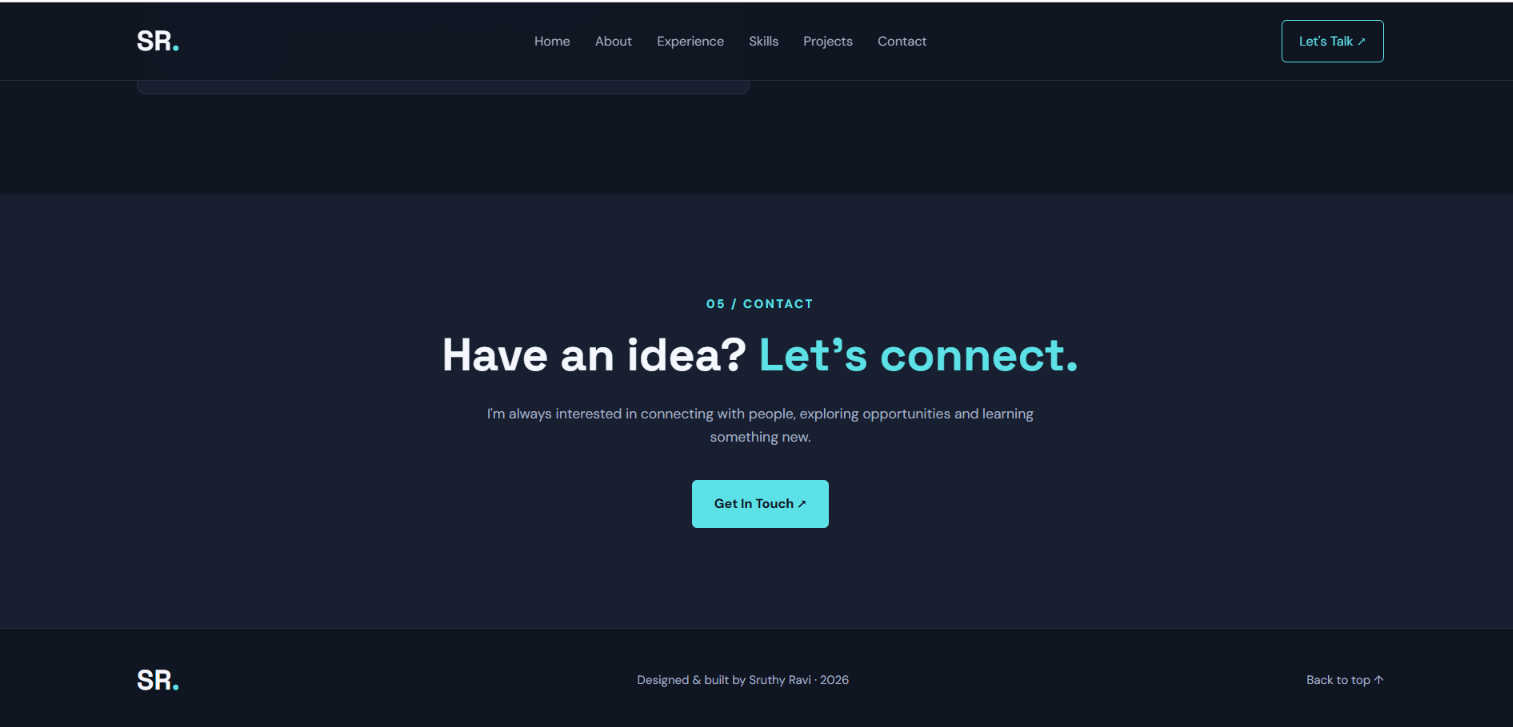 SR.
Home About Experience Skills Projects Contact
Let's Talk ↗
05 / CONTACT
Have an idea? Let’s connect.
I'm always interested in connecting with people, exploring opportunities and learning
something new.
Get In Touch ↗
SR.
Designed & built by Sruthy Ravi · 2026
Back to top ↑